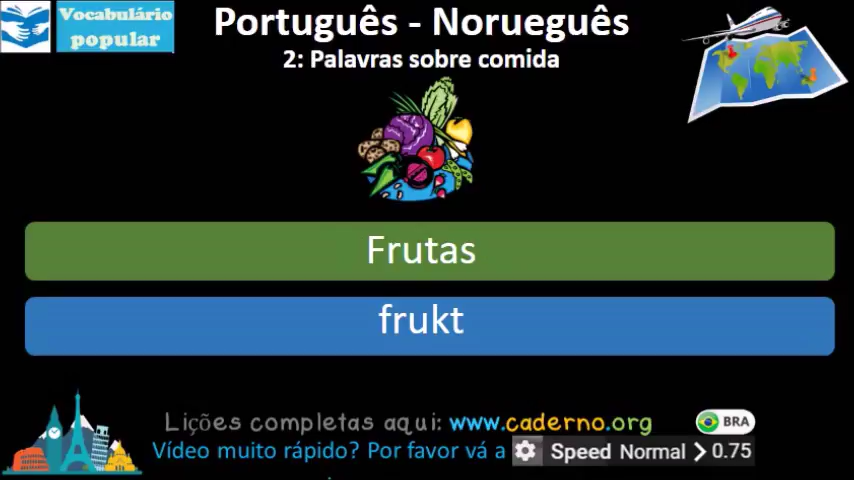 Vocabulário
popular
Português - Norueguês
2: Palavras sobre comida
Frutas
frukt
Lições completas aqui: www.caderno.org
BRA
Vídeo muito rápido? Por favor vá a Speed Normal > 0.75